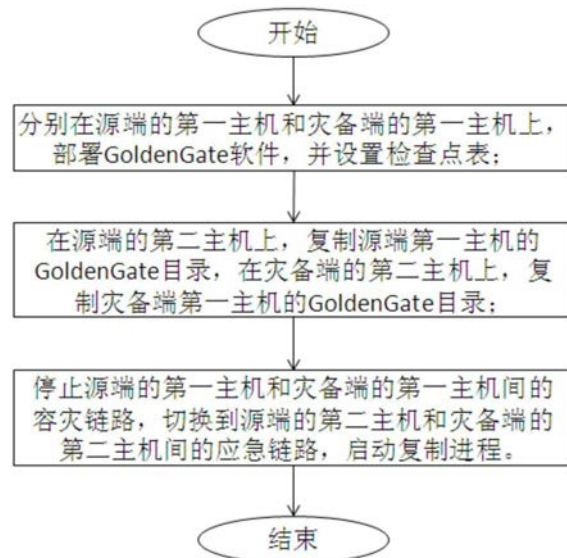 开始
分别在源端的第一主机和灾备端的第一主机上，
部署GoldenGate软件，并设置检查点表；
在源端的第二主机上，复制源端第一主机的
GoldenGate目录，在灾备端的第二主机上，复
制灾备端第一主机的GoldenGate目录；
停止源端的第一主机和灾备端的第一主机间的
容灾链路，切换到源端的第二主机和灾备端的
第二主机间的应急链路，启动复制进程。
结束